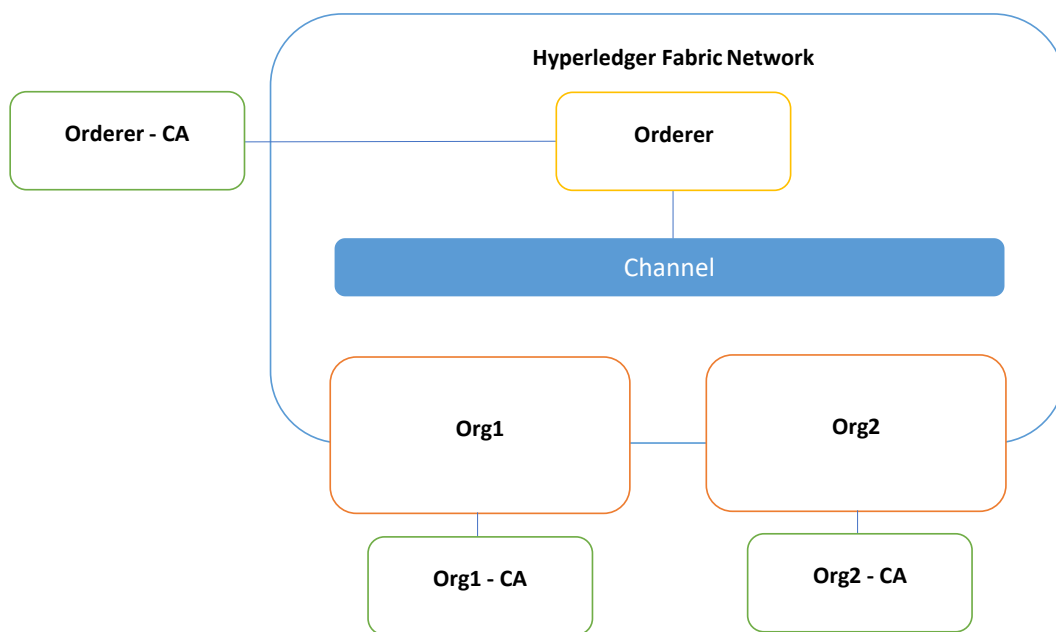 Hyperledger Fabric Network
Orderer - CA
Orderer
Channel
Org1
Org2
Org1 - CA
Org2 - CA